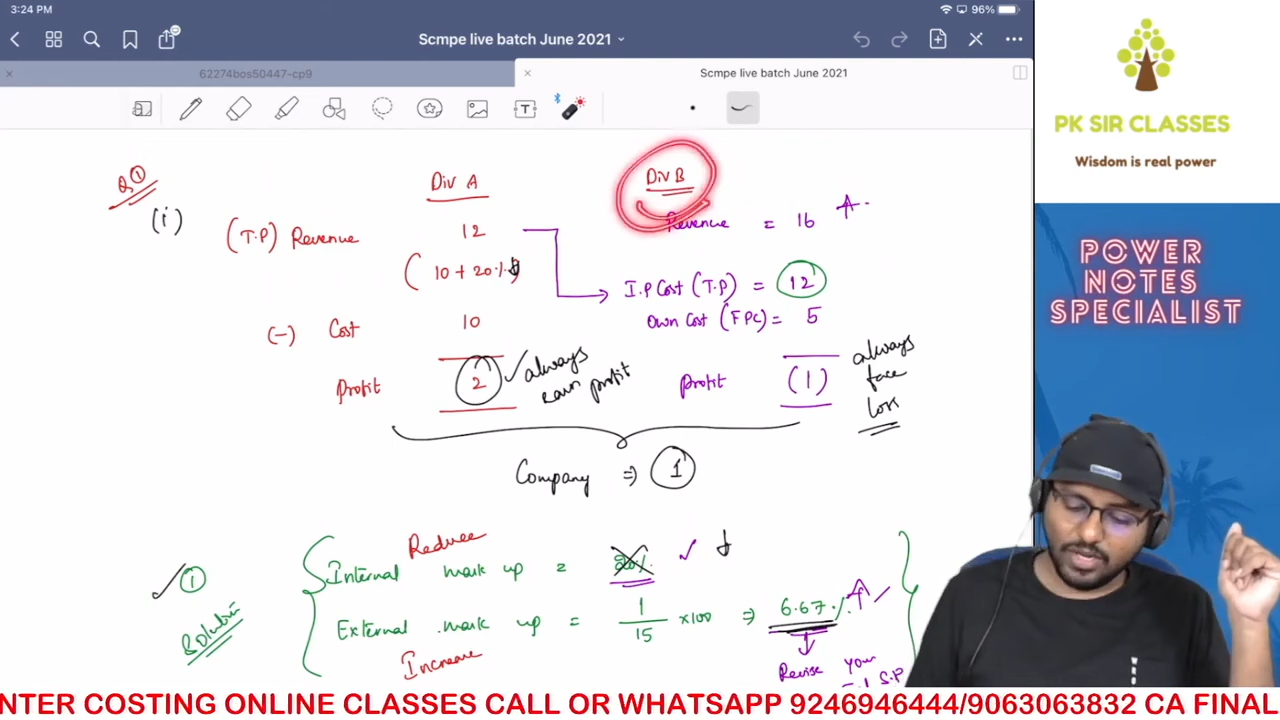 3:24 PM
96%
Scmpe live batch June 2021
62274bos50447-cp9
Scmpe live batch June 2021
PK SIR CLASSES
Wisdom is real power
POWER
NOTES
SPECIALIST
Q①
(i)
Div A
Div B
(T.P) Revenue 12
Revenue = 16
(10 + 20%)
I.P Cost (T.P) = 12
Own Cost (FPC) = 5
(-) Cost 10
Profit 2
always earn profit
Profit (1)
always face loss
Company ⇒ 1
Reduce
① Internal mark up = 20%
Solution
External mark up = 1/15 ×100 ⇒ 6.67%
Increase
Revise your
S.P
NTER COSTING ONLINE CLASSES CALL OR WHATSAPP 9246946444/9063063832 CA FINAL